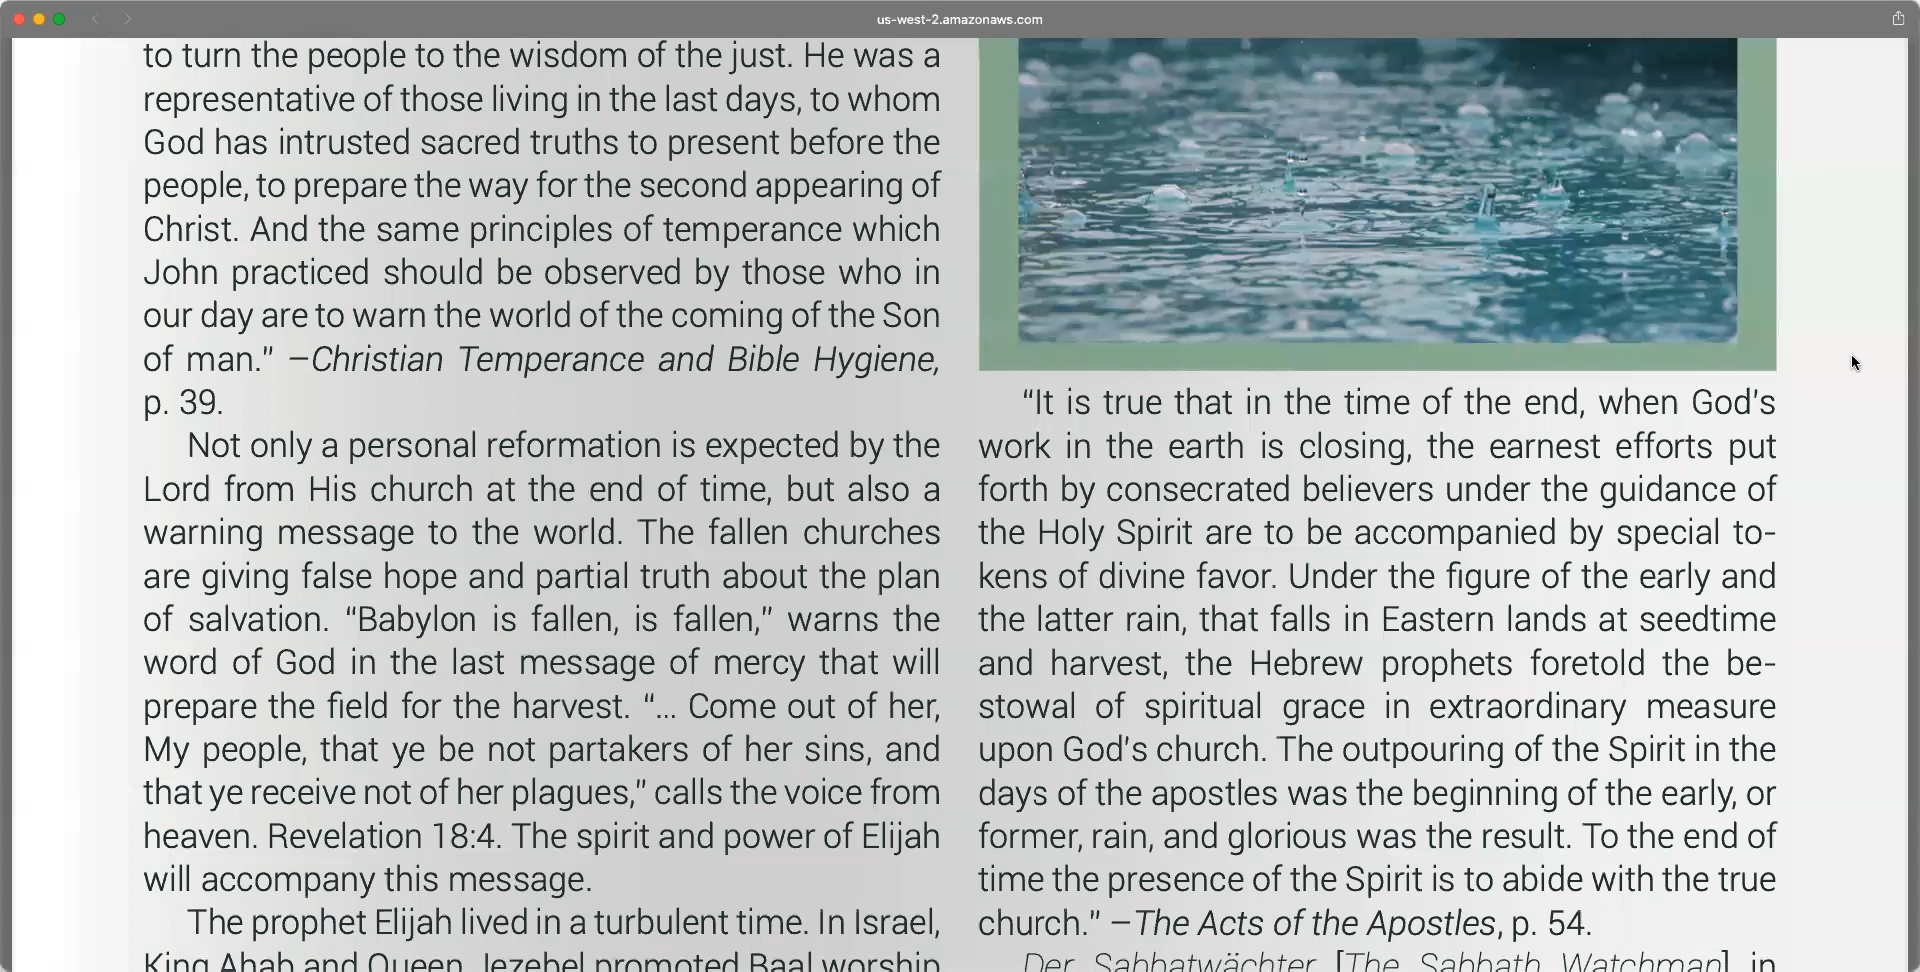 us-west-2.amazonaws.com
to turn the people to the wisdom of the just. He was a
representative of those living in the last days, to whom
God has intrusted sacred truths to present before the
people, to prepare the way for the second appearing of
Christ. And the same principles of temperance which
John practiced should be observed by those who in
our day are to warn the world of the coming of the Son
of man.” –Christian Temperance and Bible Hygiene,
p. 39.
Not only a personal reformation is expected by the
Lord from His church at the end of time, but also a
warning message to the world. The fallen churches
are giving false hope and partial truth about the plan
of salvation. “Babylon is fallen, is fallen,” warns the
word of God in the last message of mercy that will
prepare the field for the harvest. “... Come out of her,
My people, that ye be not partakers of her sins, and
that ye receive not of her plagues,” calls the voice from
heaven. Revelation 18:4. The spirit and power of Elijah
will accompany this message.
The prophet Elijah lived in a turbulent time. In Israel,
King Ahab and Queen Jezebel promoted Baal worship
“It is true that in the time of the end, when God’s
work in the earth is closing, the earnest efforts put
forth by consecrated believers under the guidance of
the Holy Spirit are to be accompanied by special to-
kens of divine favor. Under the figure of the early and
the latter rain, that falls in Eastern lands at seedtime
and harvest, the Hebrew prophets foretold the be-
stowal of spiritual grace in extraordinary measure
upon God’s church. The outpouring of the Spirit in the
days of the apostles was the beginning of the early, or
former, rain, and glorious was the result. To the end of
time the presence of the Spirit is to abide with the true
church.” –The Acts of the Apostles, p. 54.
Der Sabbatwächter [The Sabbath Watchman] in